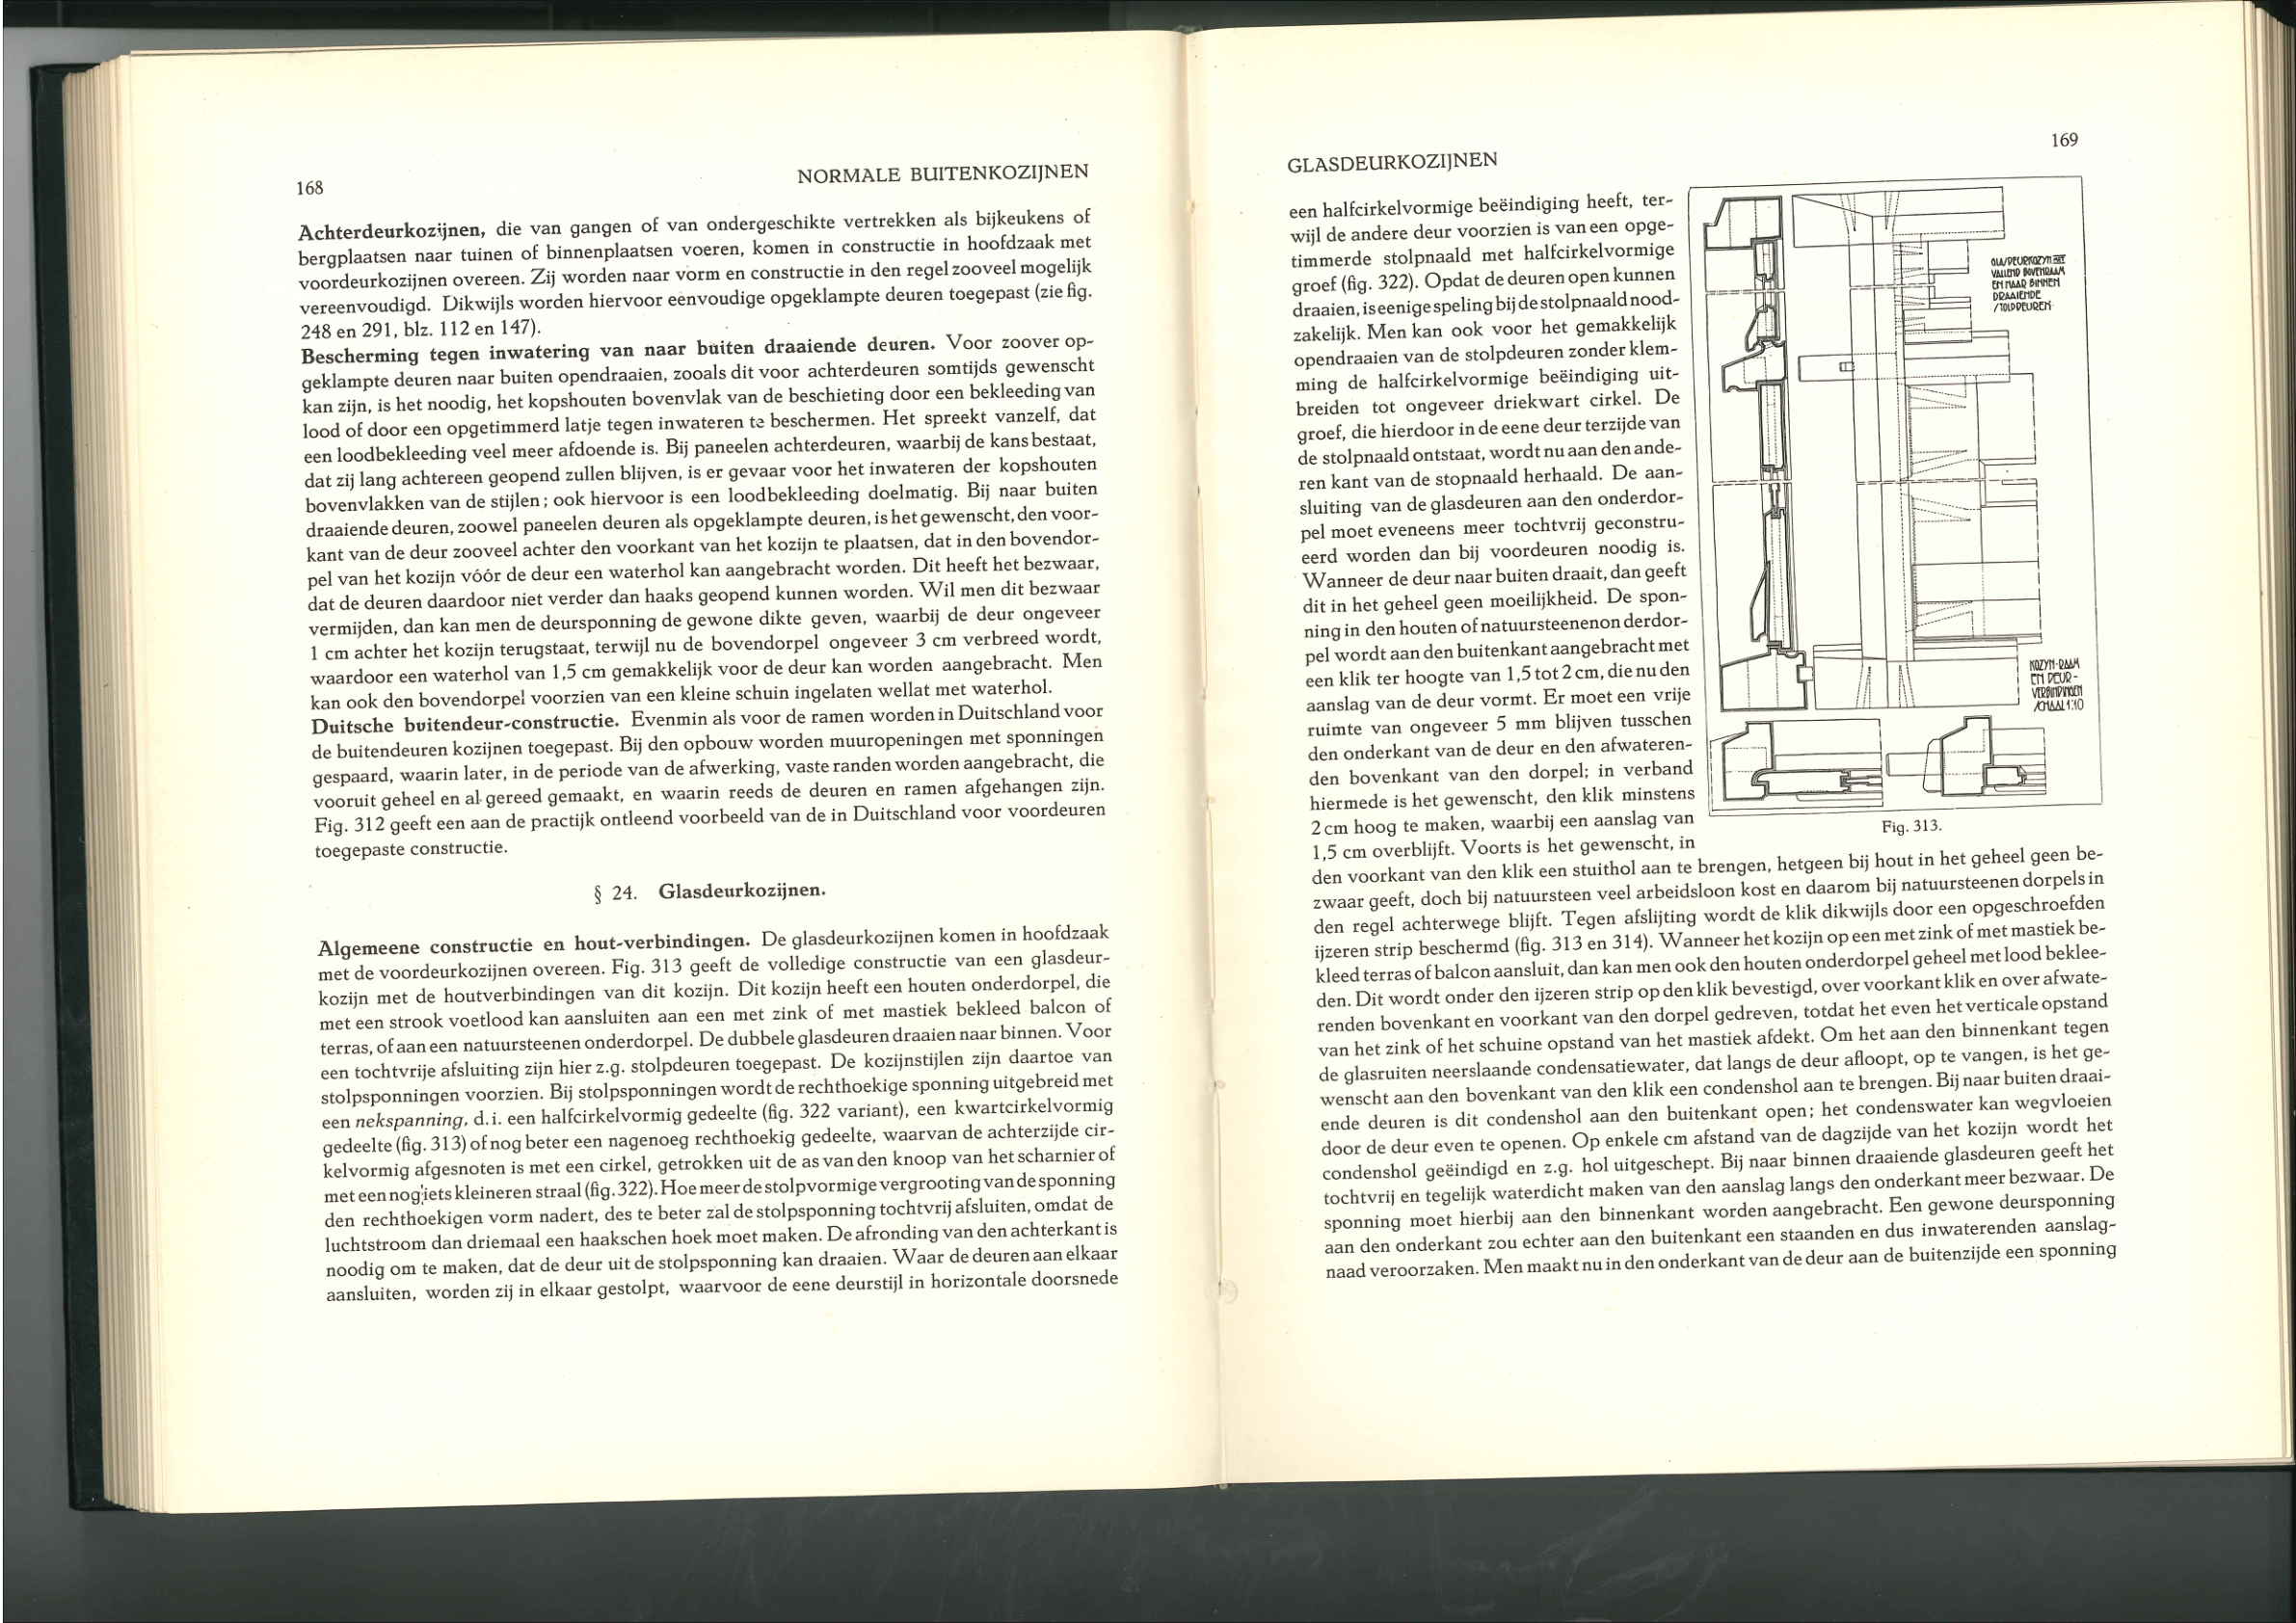 168
NORMALE BUITENKOZIJNEN
Achterdeurkozijnen, die van gangen of van ondergeschikte vertrekken als bijkeukens of
bergplaatsen naar tuinen of binnenplaatsen voeren, komen in constructie in hoofdzaak met
voordeurkozijnen overeen. Zij worden naar vorm en constructie in den regel zooveel mogelijk
vereenvoudigd. Dikwijls worden hiervoor eenvoudige opgeklampte deuren toegepast (zie fig.
248 en 291, blz. 112 en 147).
Bescherming tegen inwatering van naar buiten draaiende deuren. Voor zoover op-
geklampte deuren naar buiten opendraaien, zooals dit voor achterdeuren somtijds gewenscht
kan zijn, is het noodig, het kopshouten bovenvlak van de beschieting door een bekleeding van
lood of door een opgetimmerd latje tegen inwateren te beschermen. Het spreekt vanzelf, dat
een loodbekleeding veel meer afdoende is. Bij paneelen achterdeuren, waarbij de kans bestaat,
dat zij lang achtereen geopend zullen blijven, is er gevaar voor het inwateren der kopshouten
bovenvlakken van de stijlen; ook hiervoor is een loodbekleeding doelmatig. Bij naar buiten
draaiende deuren, zoowel paneelen deuren als opgeklampte deuren, is het gewenscht, den voor-
kant van de deur zooveel achter den voorkant van het kozijn te plaatsen, dat in den bovendor-
pel van het kozijn vóór de deur een waterhol kan aangebracht worden. Dit heeft het bezwaar,
dat de deuren daardoor niet verder dan haaks geopend kunnen worden. Wil men dit bezwaar
vermijden, dan kan men de deursponning de gewone dikte geven, waarbij de deur ongeveer
1 cm achter het kozijn terugstaat, terwijl nu de bovendorpel ongeveer 3 cm verbreed wordt,
waardoor een waterhol van 1,5 cm gemakkelijk voor de deur kan worden aangebracht. Men
kan ook den bovendorpel voorzien van een kleine schuin ingelaten wellat met waterhol.
Duitsche buitendeur-constructie. Evenmin als voor de ramen worden in Duitschland voor
de buitendeuren kozijnen toegepast. Bij den opbouw worden muuropeningen met sponningen
gespaard, waarin later, in de periode van de afwerking, vaste randen worden aangebracht, die
vooruit geheel en al gereed gemaakt, en waarin reeds de deuren en ramen afgehangen zijn.
Fig. 312 geeft een aan de practijk ontleend voorbeeld van de in Duitschland voor voordeuren
toegepaste constructie.
§ 24. Glasdeurkozijnen.
Algemeene constructie en hout-verbindingen. De glasdeurkozijnen komen in hoofdzaak
met de voordeurkozijnen overeen. Fig. 313 geeft de volledige constructie van een glasdeur-
kozijn met de houtverbindingen van dit kozijn. Dit kozijn heeft een houten onderdorpel, die
met een strook voetlood kan aansluiten aan een met zink of met mastiek bekleed balcon of
terras, of aan een natuursteenen onderdorpel. De dubbele glasdeuren draaien naar binnen. Voor
een tochtvrije afsluiting zijn hier z.g. stolpdeuren toegepast. De kozijnstijlen zijn daartoe van
stolpsponningen voorzien. Bij stolpsponningen wordt de rechthoekige sponning uitgebreid met
een nekspanning, d.i. een halfcirkelvormig gedeelte (fig. 322 variant), een kwartcirkelvormig
gedeelte (fig. 313) of nog beter een nagenoeg rechthoekig gedeelte, waarvan de achterzijde cir-
kelvormig afgesnoten is met een cirkel, getrokken uit de as van den knoop van het scharnier of
met een nog iets kleineren straal (fig. 322). Hoe meer de stolpvormige vergrooting van de sponning
den rechthoekigen vorm nadert, des te beter zal de stolpsponning tochtvrij afsluiten, omdat de
luchtstroom dan driemaal een haakschen hoek moet maken. De afronding van den achterkant is
noodig om te maken, dat de deur uit de stolpsponning kan draaien. Waar de deuren aan elkaar
aansluiten, worden zij in elkaar gestolpt, waarvoor de eene deurstijl in horizontale doorsnede
GLASDEURKOZIJNEN
169
een halfcirkelvormige beëindiging heeft, ter-
wijl de andere deur voorzien is van een opge-
timmerde stolpnaald met halfcirkelvormige
groef (fig. 322). Opdat de deuren open kunnen
draaien, is eenige speling bij de stolpnaald nood-
zakelijk. Men kan ook voor het gemakkelijk
opendraaien van de stolpdeuren zonder klem-
ming de halfcirkelvormige beëindiging uit-
breiden tot ongeveer driekwart cirkel. De
groef, die hierdoor in de eene deur terzijde van
de stolpnaald ontstaat, wordt nu aan den ande-
ren kant van de stopnaald herhaald. De aan-
sluiting van de glasdeuren aan den onderdor-
pel moet eveneens meer tochtvrij geconstru-
eerd worden dan bij voordeuren noodig is.
Wanneer de deur naar buiten draait, dan geeft
dit in het geheel geen moeilijkheid. De spon-
ning in den houten of natuursteenenon derdor-
pel wordt aan den buitenkant aangebracht met
een klik ter hoogte van 1,5 tot 2 cm, die nu den
aanslag van de deur vormt. Er moet een vrije
ruimte van ongeveer 5 mm blijven tusschen
den onderkant van de deur en den afwateren-
den bovenkant van den dorpel; in verband
hiermede is het gewenscht, den klik minstens
2 cm hoog te maken, waarbij een aanslag van
1,5 cm overblijft. Voorts is het gewenscht, in
den voorkant van den klik een stuithol aan te brengen, hetgeen bij hout in het geheel geen be-
zwaar geeft, doch bij natuursteen veel arbeidsloon kost en daarom bij natuursteenen dorpels in
den regel achterwege blijft. Tegen afslijting wordt de klik dikwijls door een opgeschroefden
ijzeren strip beschermd (fig. 313 en 314). Wanneer het kozijn op een met zink of met mastiek be-
kleed terras of balcon aansluit, dan kan men ook den houten onderdorpel geheel met lood beklee-
den. Dit wordt onder den ijzeren strip op den klik bevestigd, over voorkant klik en over afwate-
renden bovenkant en voorkant van den dorpel gedreven, totdat het even het verticale opstand
van het zink of het schuine opstand van het mastiek afdekt. Om het aan den binnenkant tegen
de glasruiten neerslaande condensatiewater, dat langs de deur afloopt, op te vangen, is het ge-
wenscht aan den bovenkant van den klik een condenshol aan te brengen. Bij naar buiten draai-
ende deuren is dit condenshol aan den buitenkant open; het condenswater kan wegvloeien
door de deur even te openen. Op enkele cm afstand van de dagzijde van het kozijn wordt het
condenshol geëindigd en z.g. hol uitgeschept. Bij naar binnen draaiende glasdeuren geeft het
tochtvrij en tegelijk waterdicht maken van den aanslag langs den onderkant meer bezwaar. De
sponning moet hierbij aan den binnenkant worden aangebracht. Een gewone deursponning
aan den onderkant zou echter aan den buitenkant een staanden en dus inwaterenden aanslag-
naad veroorzaken. Men maakt nu in den onderkant van de deur aan de buitenzijde een sponning
GLASDEURKOZYN MET
VALLEND BOVENRAAM
EN NAAR BINNEN
DRAAIENDE
STOLPDEUREN
KOZYN-RAAM
EN DEUR-
VERBINDINGEN
SCHAAL 1:10
Fig. 313.